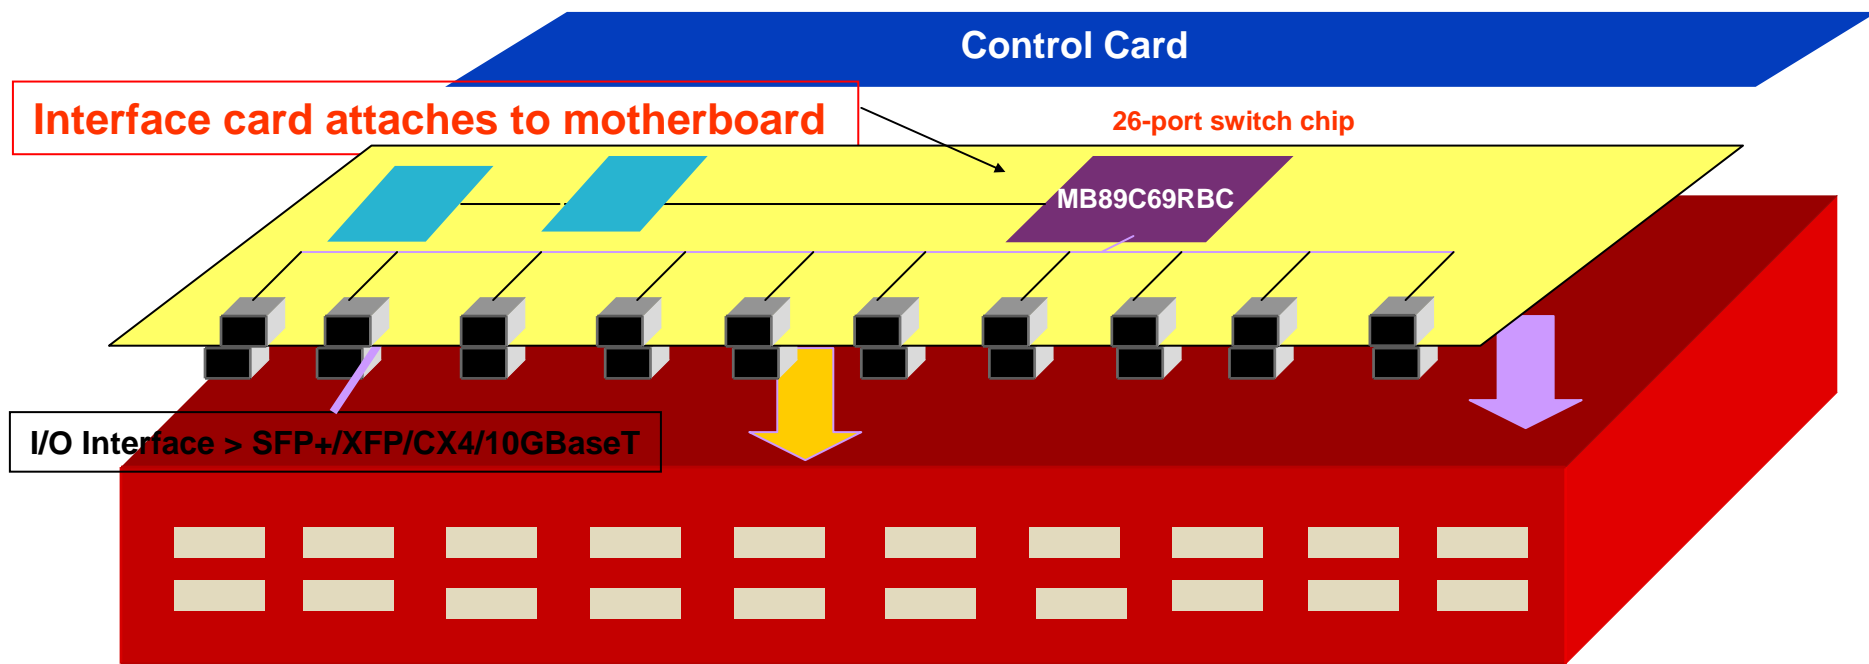 Control Card
Interface card attaches to motherboard
26-port switch chip
MB89C69RBC
I/O Interface > SFP+/XFP/CX4/10GBaseT